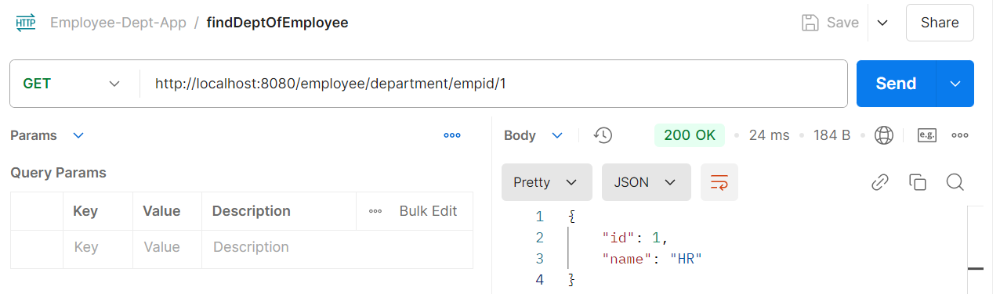 HTTP Employee-Dept-App / findDeptOfEmployee Save Share
GET http://localhost:8080/employee/department/empid/1 Send
Params
Body 200 OK 24 ms 184 B e.g.
Query Params
Pretty JSON
Key Value Description Bulk Edit
Key Value Description
1 {
2 "id": 1,
3 "name": "HR"
4 }